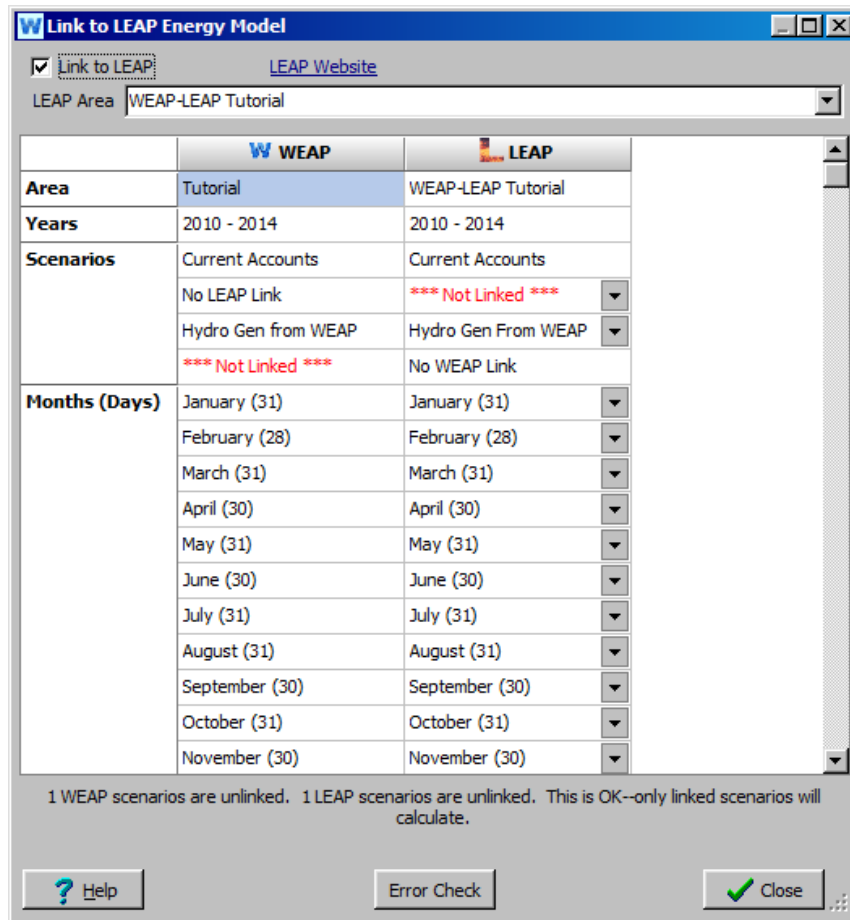 Link to LEAP Energy Model
Link to LEAP LEAP Website
LEAP Area WEAP-LEAP Tutorial
WEAP LEAP
Area Tutorial WEAP-LEAP Tutorial
Years 2010 - 2014 2010 - 2014
Scenarios Current Accounts Current Accounts
No LEAP Link *** Not Linked ***
Hydro Gen from WEAP Hydro Gen From WEAP
*** Not Linked *** No WEAP Link
Months (Days) January (31) January (31)
February (28) February (28)
March (31) March (31)
April (30) April (30)
May (31) May (31)
June (30) June (30)
July (31) July (31)
August (31) August (31)
September (30) September (30)
October (31) October (31)
November (30) November (30)
1 WEAP scenarios are unlinked. 1 LEAP scenarios are unlinked. This is OK--only linked scenarios will
calculate.
Help Error Check Close